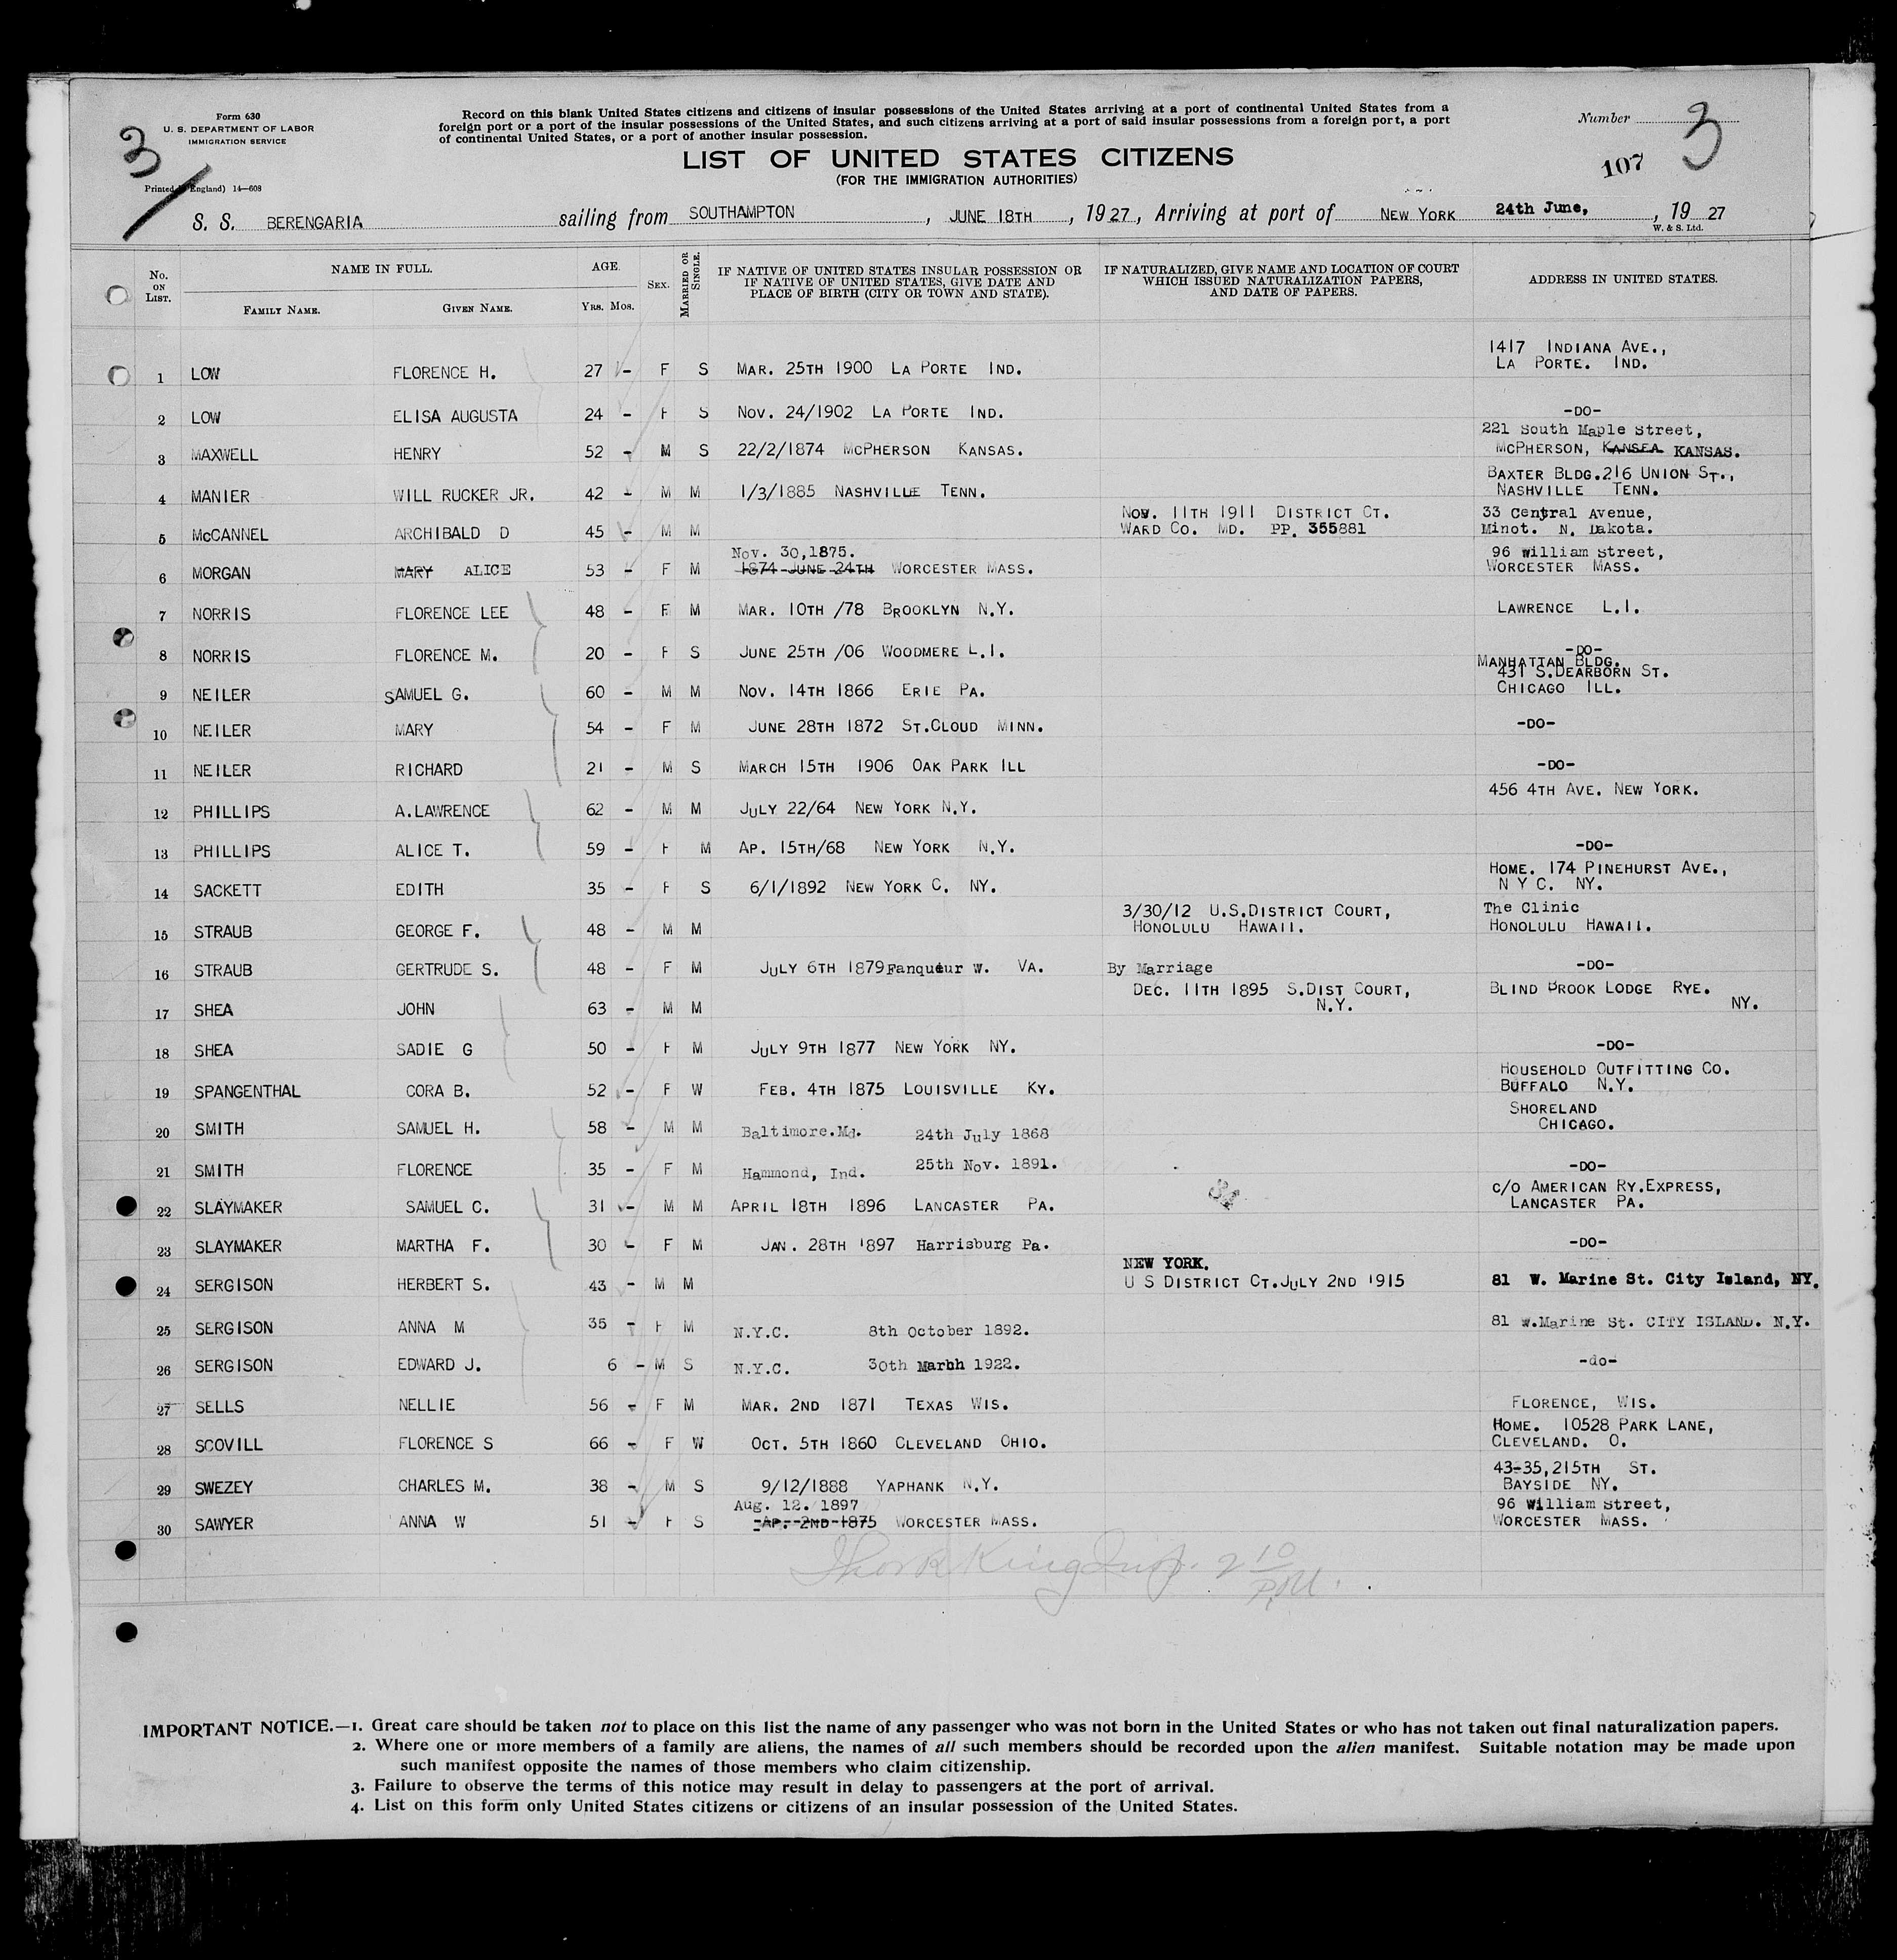 Form 630
U. S. DEPARTMENT OF LABOR
IMMIGRATION SERVICE
3
Record on this blank United States citizens and citizens of insular possessions of the United States arriving at a port of continental United States from a
foreign port or a port of the insular possessions of the United States, and such citizens arriving at a port of said insular possessions from a foreign port, a port
of continental United States, or a port of another insular possession.
Number 3
LIST OF UNITED STATES CITIZENS
(FOR THE IMMIGRATION AUTHORITIES)
107
Printed England) 14—608
S. S. BERENGARIA sailing from SOUTHAMPTON , JUNE 18TH , 1927, Arriving at port of NEW YORK 24th June, , 19 27
W. & S. Ltd.
No. ON LIST. NAME IN FULL. FAMILY NAME. GIVEN NAME. AGE YRS. MOS. SEX. MARRIED OR SINGLE. IF NATIVE OF UNITED STATES INSULAR POSSESSION OR IF NATIVE OF UNITED STATES, GIVE DATE AND PLACE OF BIRTH (CITY OR TOWN AND STATE). IF NATURALIZED, GIVE NAME AND LOCATION OF COURT WHICH ISSUED NATURALIZATION PAPERS, AND DATE OF PAPERS. ADDRESS IN UNITED STATES.
1417 INDIANA AVE.,
1 LOW FLORENCE H. 27 - F S MAR. 25TH 1900 LA PORTE IND. LA PORTE. IND.
2 LOW ELISA AUGUSTA 24 - F S NOV. 24/1902 LA PORTE IND. -DO-
221 South Maple Street,
3 MAXWELL HENRY 52 - M S 22/2/1874 MCPHERSON KANSAS. MCPHERSON, KANSEA KANSAS.
BAXTER BLDG.216 UNION ST.,
4 MANIER WILL RUCKER JR. 42 - M M 1/3/1885 NASHVILLE TENN. NASHVILLE TENN.
NOV. 11TH 1911 DISTRICT CT. 33 Central Avenue,
5 McCANNEL ARCHIBALD D 45 - M M WARD CO. MD. PP. 355881 Minot. N. Dakota.
Nov. 30,1875. 96 William Street,
6 MORGAN MARY ALICE 53 - F M 1874 JUNE 24TH WORCESTER MASS. WORCESTER MASS.
7 NORRIS FLORENCE LEE 48 - F M MAR. 10TH /78 BROOKLYN N.Y. LAWRENCE L.I.
8 NORRIS FLORENCE M. 20 - F S JUNE 25TH /06 WOODMERE L.I. -DO-
MANHATTAN BLDG.
431 S.DEARBORN ST.
9 NEILER SAMUEL G. 60 - M M NOV. 14TH 1866 ERIE PA. CHICAGO ILL.
10 NEILER MARY 54 - F M JUNE 28TH 1872 ST.CLOUD MINN. -DO-
11 NEILER RICHARD 21 - M S MARCH 15TH 1906 OAK PARK ILL -DO-
456 4TH AVE. NEW YORK.
12 PHILLIPS A.LAWRENCE 62 - M M JULY 22/64 NEW YORK N.Y.
13 PHILLIPS ALICE T. 59 - F M AP. 15TH/68 NEW YORK N.Y. -DO-
HOME. 174 PINEHURST AVE.,
14 SACKETT EDITH 35 - F S 6/1/1892 NEW YORK C. NY. N Y C. NY.
3/30/12 U.S.DISTRICT COURT, The Clinic
15 STRAUB GEORGE F. 48 - M M HONOLULU HAWAII. HONOLULU HAWAII.
16 STRAUB GERTRUDE S. 48 - F M JULY 6TH 1879 Fanqueur W. VA. By Marriage -DO-
DEC. 11TH 1895 S.DIST COURT, BLIND BROOK LODGE RYE.
17 SHEA JOHN 63 - M M N.Y. NY.
18 SHEA SADIE G 50 - F M JULY 9TH 1877 NEW YORK NY. -DO-
HOUSEHOLD OUTFITTING CO.
19 SPANGENTHAL CORA B. 52 - F W FEB. 4TH 1875 LOUISVILLE KY. BUFFALO N.Y.
SHORELAND
20 SMITH SAMUEL H. 58 - M M Baltimore.Md. 24th July 1868 CHICAGO.
21 SMITH FLORENCE 35 - F M Hammond, Ind. 25th Nov. 1891. -DO-
C/O AMERICAN RY.EXPRESS,
22 SLAYMAKER SAMUEL C. 31 - M M APRIL 18TH 1896 LANCASTER PA. LANCASTER PA.
23 SLAYMAKER MARTHA F. 30 - F M JAN. 28TH 1897 Harrisburg Pa. -DO-
NEW YORK.
24 SERGISON HERBERT S. 43 - M M U S DISTRICT CT.JULY 2ND 1915 81 W. Marine St. City Island, NY.
25 SERGISON ANNA M 35 - F M N.Y.C. 8th October 1892. 81 W.Marine St. CITY ISLAND. N.Y.
26 SERGISON EDWARD J. 6 - M S N.Y.C. 30th Marhh 1922. -do-
27 SELLS NELLIE 56 - F M MAR. 2ND 1871 TEXAS WIS. FLORENCE, WIS.
HOME. 10528 PARK LANE,
28 SCOVILL FLORENCE S 66 - F W OCT. 5TH 1860 CLEVELAND OHIO. CLEVELAND. O.
43-35,215TH ST.
29 SWEZEY CHARLES M. 38 - M S 9/12/1888 YAPHANK N.Y. BAYSIDE NY.
Aug. 12. 1897 96 William Street,
30 SAWYER ANNA W 51 - F S AP. 2ND 1875 WORCESTER MASS. WORCESTER MASS.
King Insp. 2 10 P.M.
IMPORTANT NOTICE.—1. Great care should be taken not to place on this list the name of any passenger who was not born in the United States or who has not taken out final naturalization papers.
2. Where one or more members of a family are aliens, the names of all such members should be recorded upon the alien manifest. Suitable notation may be made upon
such manifest opposite the names of those members who claim citizenship.
3. Failure to observe the terms of this notice may result in delay to passengers at the port of arrival.
4. List on this form only United States citizens or citizens of an insular possession of the United States.